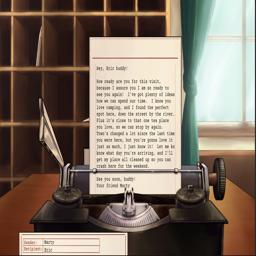 Hey, Eric buddy!
How ready are you for this visit,
because I assure you I am so ready to
see you again! I've got plenty of ideas
how we can spend our time. I know you
love camping, and I found the perfect
spot here, down the street by the river.
Plus it's close to that one tea place
you love, so we can stop by again.
That's changed a lot since the last time
you were here, but you're gonna love it
just as much, I just know it! Let me kn
know what day you're arriving, and I'll
get my place all cleaned up so you can
crash here for the weekend.
See you soon, buddy!
Your friend Marty
Sender: Marty
Recipient: Eric